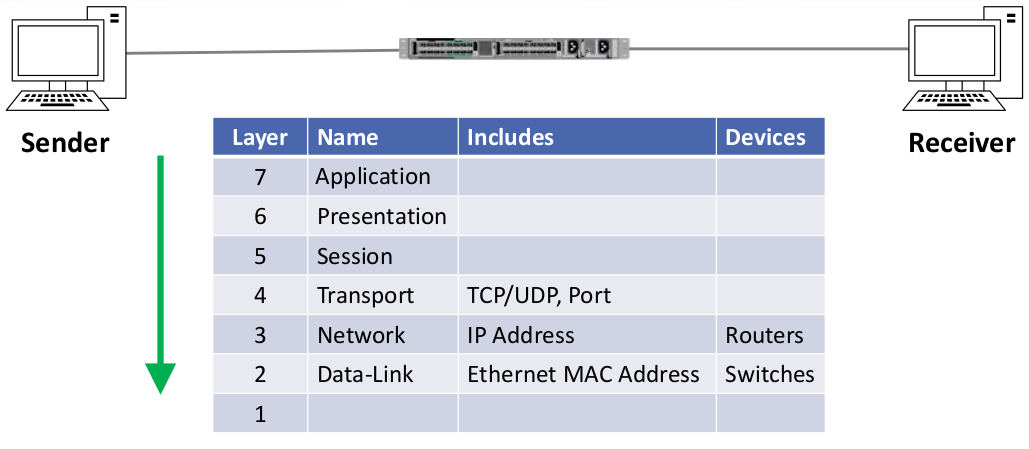 Sender
Receiver
Layer Name Includes Devices
7 Application
6 Presentation
5 Session
4 Transport TCP/UDP, Port
3 Network IP Address Routers
2 Data-Link Ethernet MAC Address Switches
1